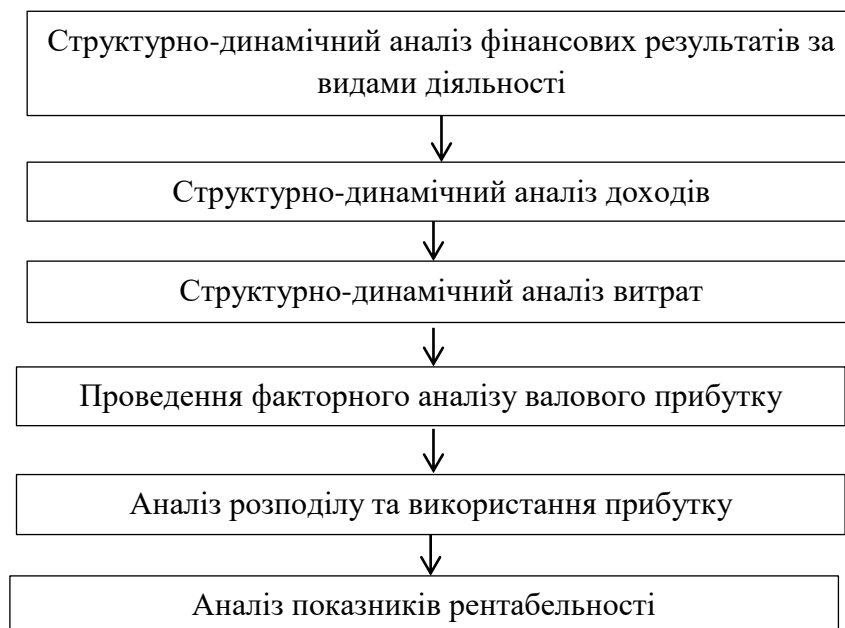 Структурно-динамічний аналіз фінансових результатів за
видами діяльності
Структурно-динамічний аналіз доходів
Структурно-динамічний аналіз витрат
Проведення факторного аналізу валового прибутку
Аналіз розподілу та використання прибутку
Аналіз показників рентабельності